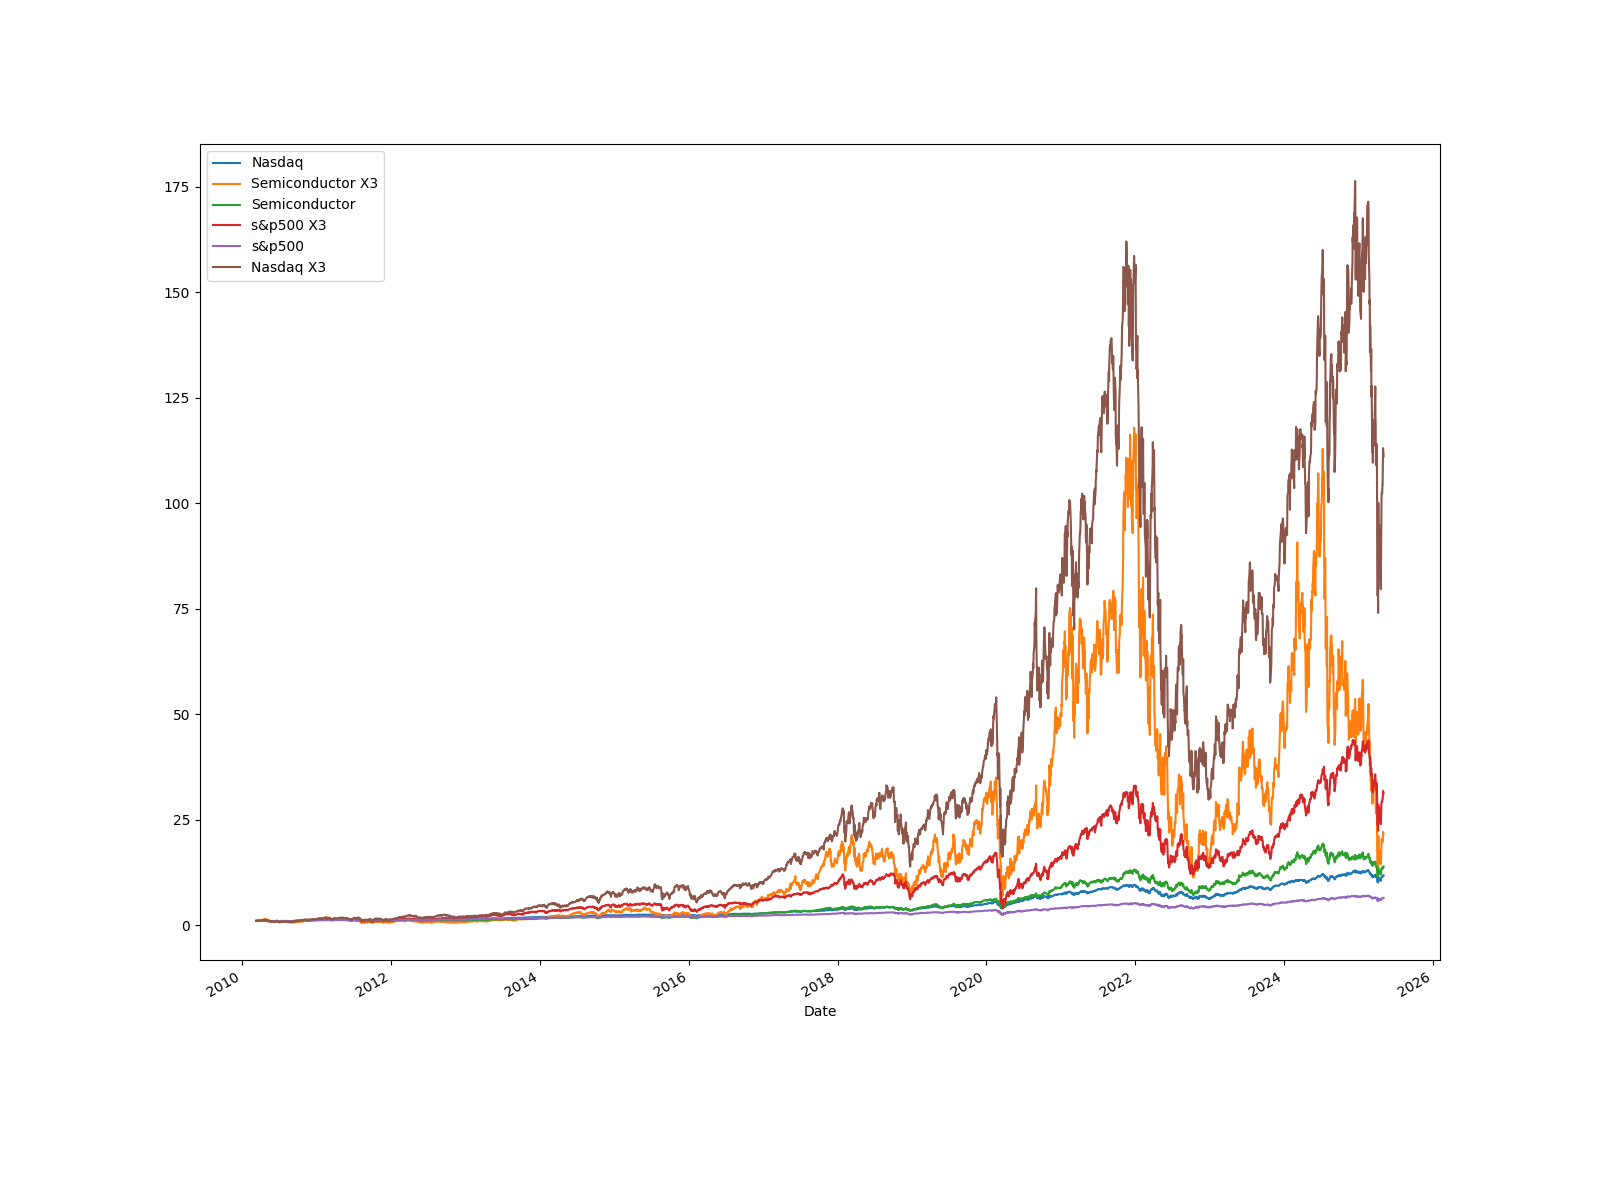 Nasdaq
Semiconductor X3
Semiconductor
s&p500 X3
s&p500
Nasdaq X3
175
150
125
100
75
50
25
0
2010 2012 2014 2016 2018 2020 2022 2024 2026
Date